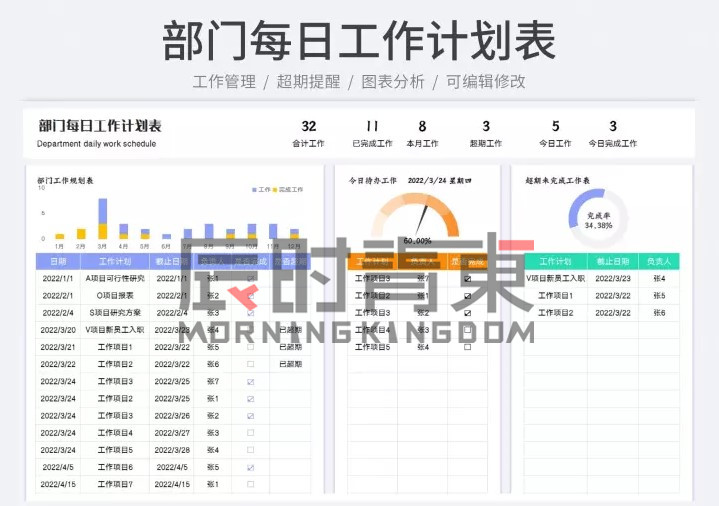 部门每日工作计划表
工作管理 / 超期提醒 / 图表分析 / 可编辑修改
部门每日工作计划表
Department daily work schedule
32 11 8 3 5 3
合计工作 已完成工作 本月工作 超期工作 今日工作 今日完成工作
部门工作规划表
工作 完成工作
10
5
0
1月 2月 3月 4月 5月 6月 7月 8月 9月 10月 11月 12月
日期 工作计划 截止日期 负责人 是否完成 是否超期
2022/1/1 A项目可行性研究 2022/1/1 张1
2022/2/1 O项目报表 2022/2/1 张2
2022/2/4 S项目研究方案 2022/2/4 张3
2022/3/20 V项目新员工入职 2022/3/23 张4 已超期
2022/3/21 工作项目1 2022/3/22 张5 已超期
2022/3/22 工作项目2 2022/3/22 张6 已超期
2022/3/24 工作项目3 2022/3/25 张7
2022/3/24 工作项目2 2022/3/25 张1
2022/3/24 工作项目3 2022/3/26 张2
2022/3/24 工作项目4 2022/3/27 张3
2022/3/24 工作项目5 2022/3/28 张4
2022/4/5 工作项目6 2022/4/5 张5
2022/4/15 工作项目7 2022/4/15 张1
今日待办工作 2022/3/24 星期四
60.00%
工作计划 负责人 是否完成
工作项目3 张7
工作项目2 张1
工作项目3 张2
工作项目4 张3
工作项目5 张4
超期未完成工作表
完成率
34.38%
工作计划 截止日期 负责人
V项目新员工入职 2022/3/23 张4
工作项目1 2022/3/22 张5
工作项目2 2022/3/22 张6
MORNING KINGDOM